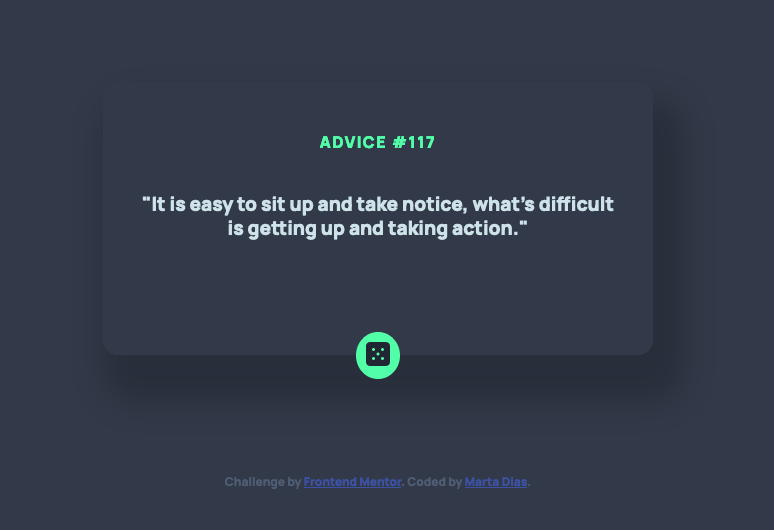 ADVICE #117
"It is easy to sit up and take notice, what's difficult
is getting up and taking action."
Challenge by Frontend Mentor. Coded by Marta Dias.